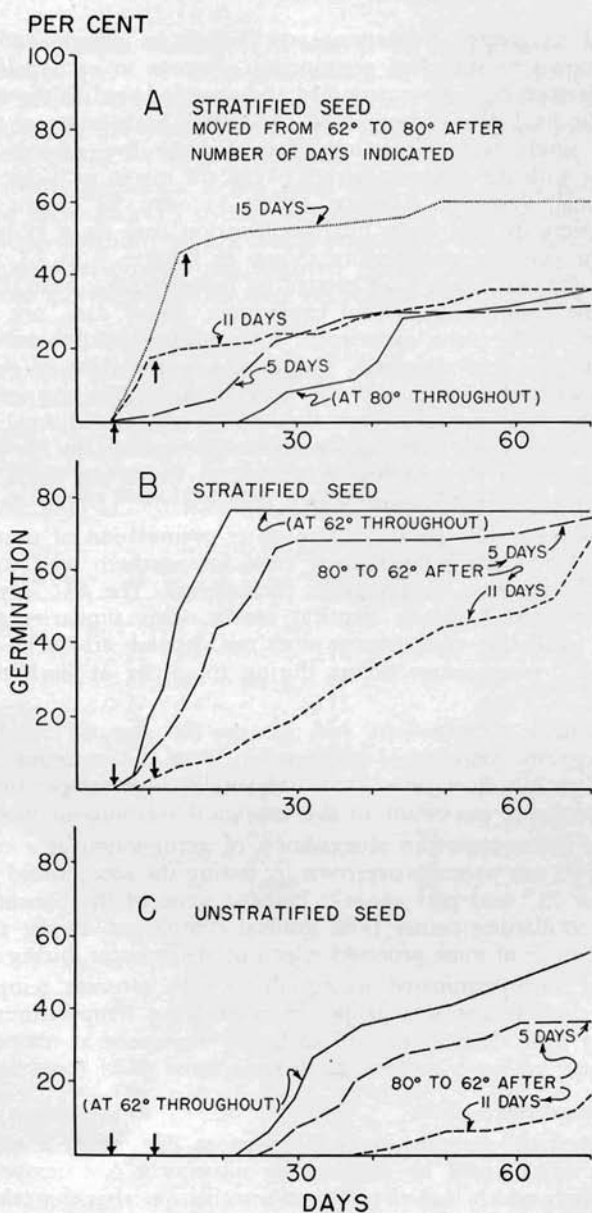 PER CENT
100
A
STRATIFIED SEED
80
MOVED FROM 62° TO 80° AFTER
NUMBER OF DAYS INDICATED
60
15 DAYS
40
11 DAYS
20
5 DAYS
(AT 80° THROUGHOUT)
30
60
B
STRATIFIED SEED
80
(AT 62° THROUGHOUT)
60
5 DAYS
80° TO 62° AFTER
11 DAYS
40
20
GERMINATION
30
60
C
UNSTRATIFIED SEED
80
60
40
5 DAYS
20
80° TO 62° AFTER
(AT 62° THROUGHOUT)
11 DAYS
30
60
DAYS